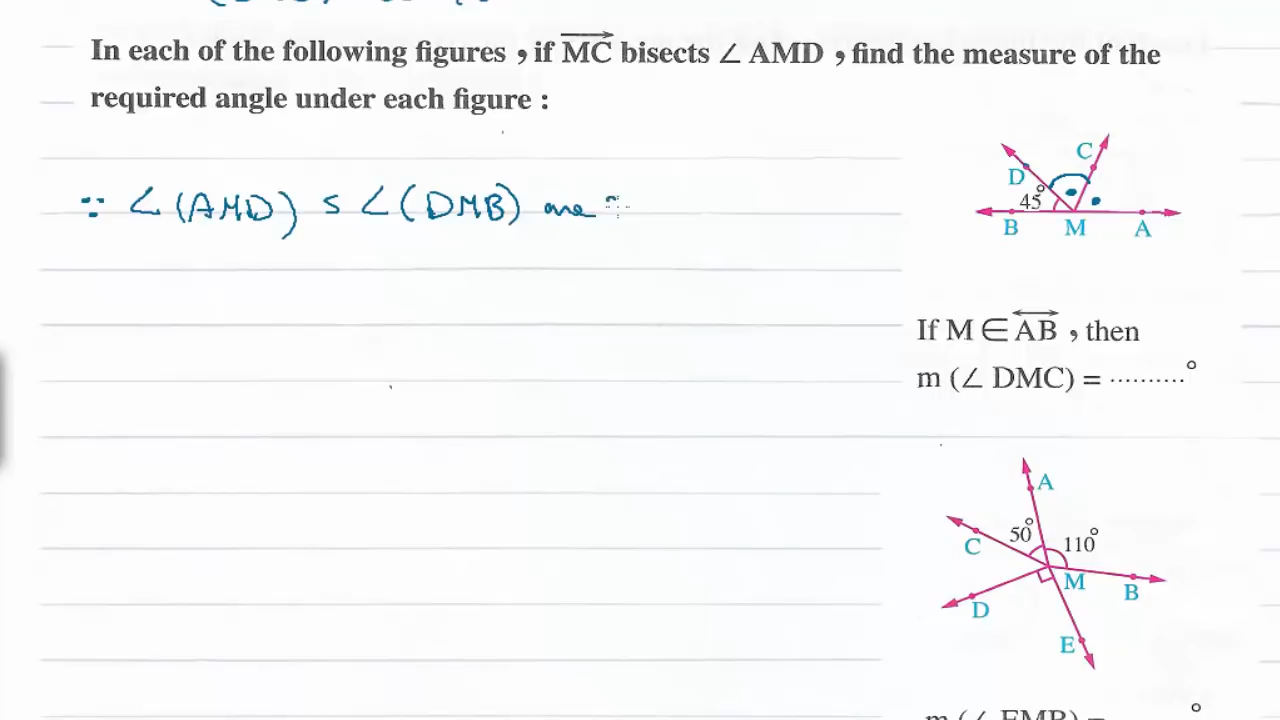 In each of the following figures , if MC bisects ∠ AMD , find the measure of the
required angle under each figure :
∵ ∠ (AMD) s ∠ (DMB) are
C
D
45°
B M A
If M ∈ AB , then
m (∠ DMC) = ..........°
A
50°
110°
C
M
B
D
E
m (∠ EMB) = °